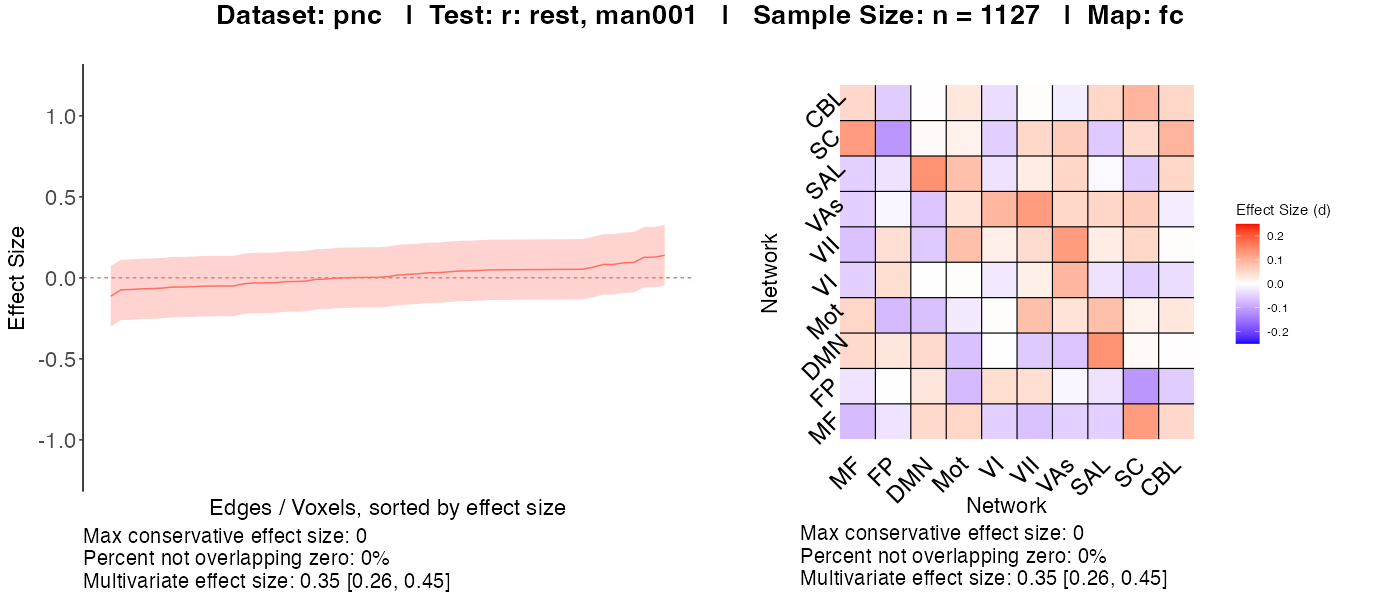 Dataset: pnc | Test: r: rest, man001 | Sample Size: n = 1127 | Map: fc
Effect Size
1.0
0.5
0.0
-0.5
-1.0
Edges / Voxels, sorted by effect size
Max conservative effect size: 0
Percent not overlapping zero: 0%
Multivariate effect size: 0.35 [0.26, 0.45]
Network
CBL
SC
SAL
VAs
VII
VI
Mot
DMN
FP
MF
MF
FP
DMN
Mot
VI
VII
VAs
SAL
SC
CBL
Network
Max conservative effect size: 0
Percent not overlapping zero: 0%
Multivariate effect size: 0.35 [0.26, 0.45]
Effect Size (d)
0.2
0.1
0.0
-0.1
-0.2